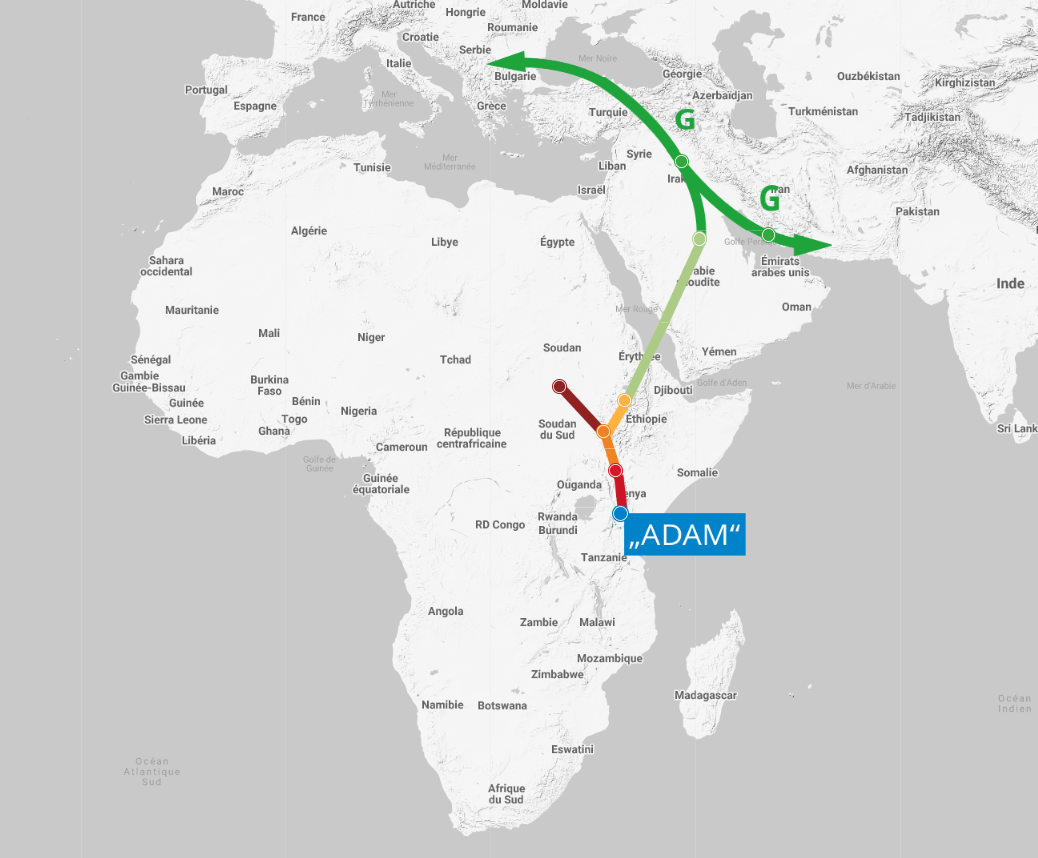 Autriche
Moldavie
Hongrie
France
Roumanie
Croatie
Serbie
Italie
Mer Noire
Géorgie
Bulgarie
Ouzbékistan
Kirghizistan
Portugal
Azerbaïdjan
Espagne
Mer
Tyrrhénienne
Grèce
Turquie
Turkménistan
Tadjikistan
G
Syrie
Mer
Méditerranée
Tunisie
Liban
Afghanistan
Irak
Maroc
Israël
Iran
G
Pakistan
Algérie
Libye
Égypte
Golfe Pers
Sahara
occidental
Émirats
arabes unis
abie
oudite
Inde
Mauritanie
Mer Rouge
Oman
Mali
Niger
Soudan
Yémen
Sénégal
Tchad
Érythrée
Gambie
Guinée-Bissau
Burkina
Faso
Golfe d'Aden
Mer d'Arabie
Djibouti
Guinée
Bénin
Nigeria
Sierra Leone
Togo
Éthiopie
Ghana
Soudan
du Sud
Sri Lank
Libéria
République
centrafricaine
Cameroun
Golfe de
Guinée
Somalie
Guinée
équatoriale
Ouganda
enya
RD Congo
Rwanda
Burundi
„ADAM“
Tanzanie
Angola
Zambie
Malawi
Mozambique
Zimbabwe
Madagascar
Namibie
Botswana
Océan
Indien
Eswatini
Océan
Atlantique
Sud
Afrique
du Sud